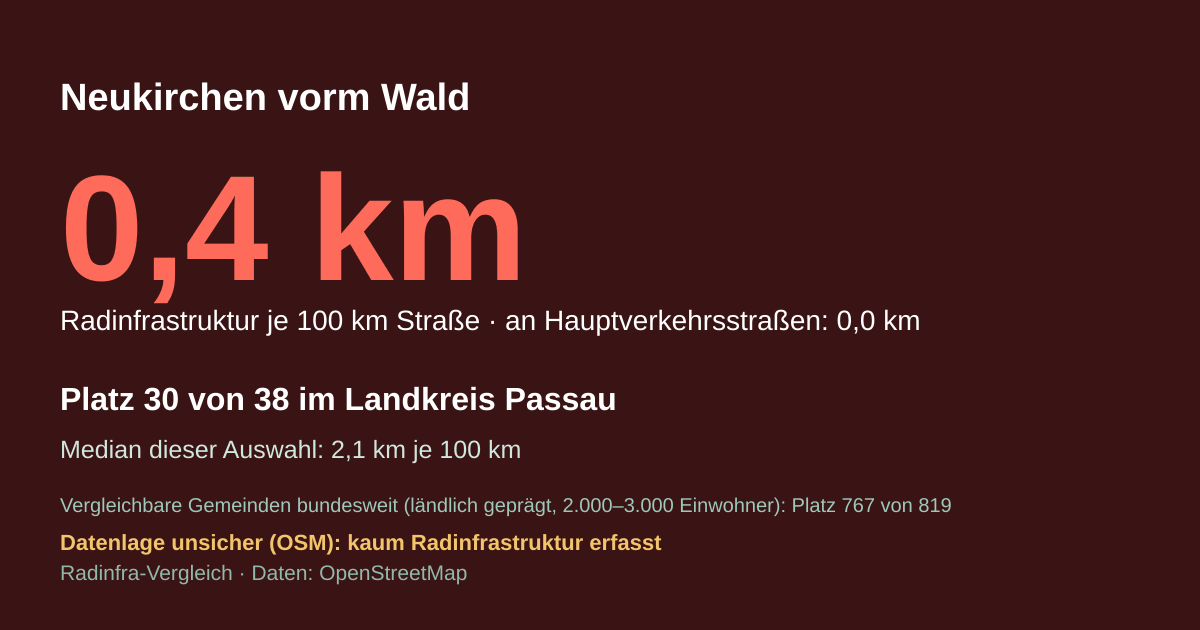 Neukirchen vorm Wald
0,4 km
Radinfrastruktur je 100 km Straße · an Hauptverkehrsstraßen: 0,0 km
Platz 30 von 38 im Landkreis Passau
Median dieser Auswahl: 2,1 km je 100 km
Vergleichbare Gemeinden bundesweit (ländlich geprägt, 2.000–3.000 Einwohner): Platz 767 von 819
Datenlage unsicher (OSM): kaum Radinfrastruktur erfasst
Radinfra-Vergleich · Daten: OpenStreetMap